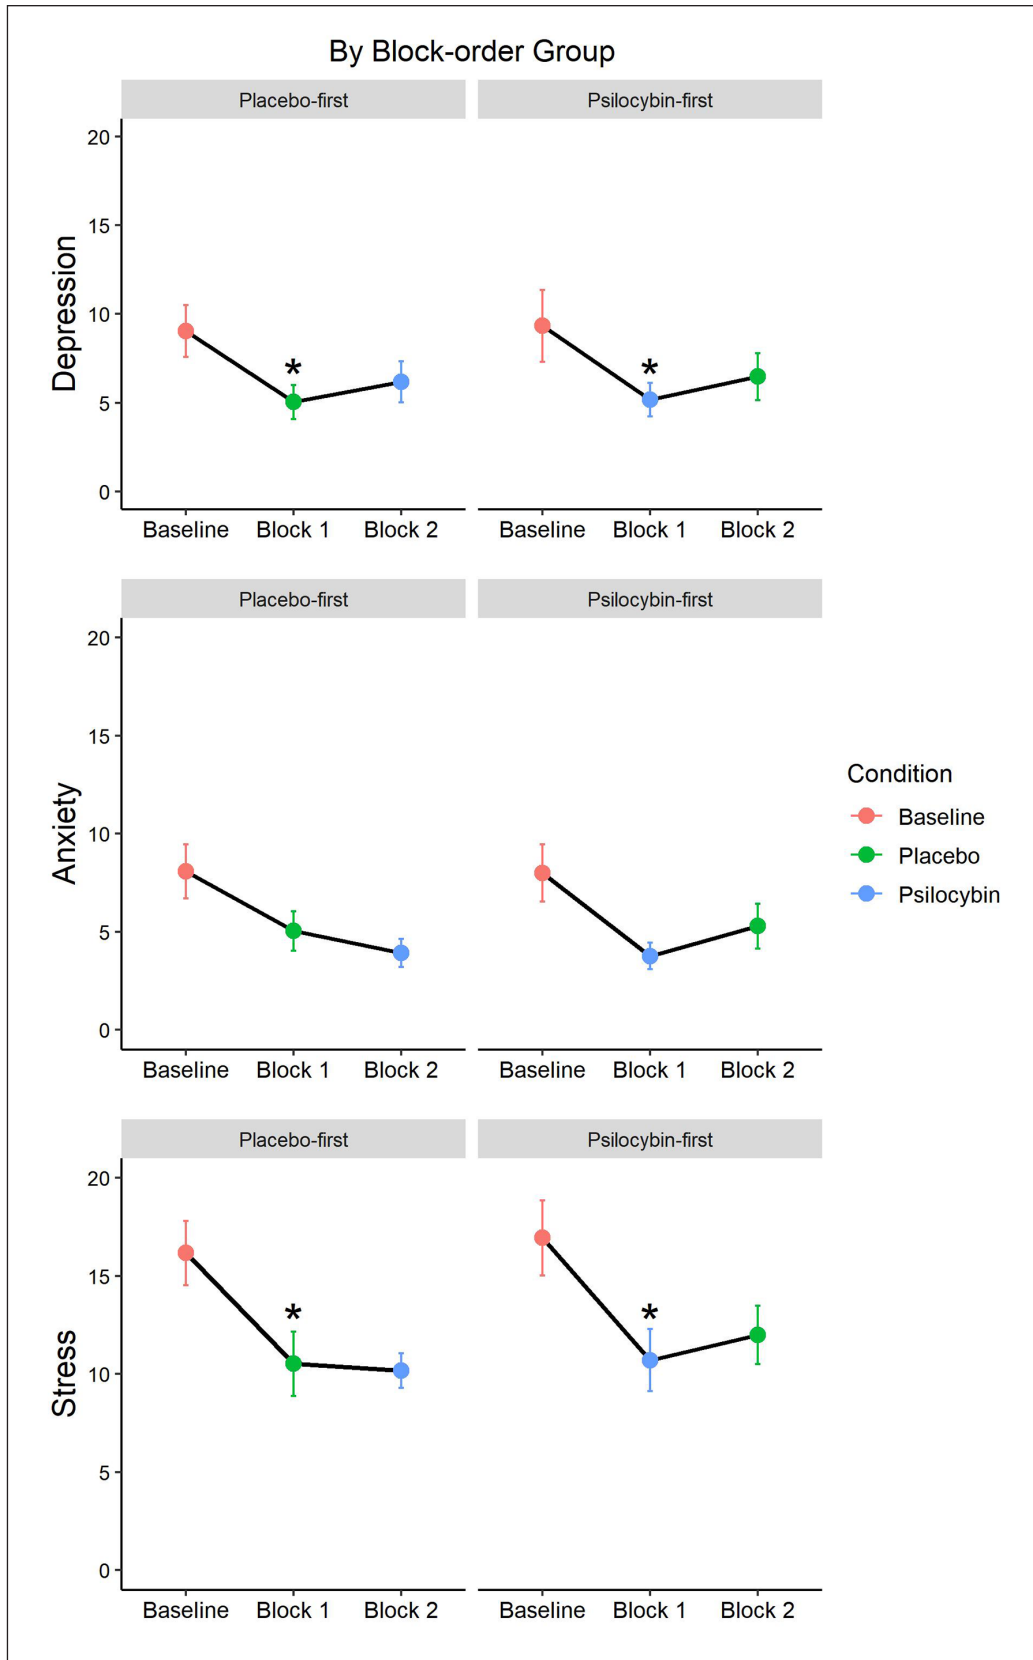 By Block-order Group
Placebo-first Psilocybin-first
Depression
20
15
10
5
0
* *
Baseline Block 1 Block 2 Baseline Block 1 Block 2
Placebo-first Psilocybin-first
Anxiety
20
15
10
5
0
Baseline Block 1 Block 2 Baseline Block 1 Block 2
Condition
Baseline
Placebo
Psilocybin
Placebo-first Psilocybin-first
Stress
20
15
10
5
0
* *
Baseline Block 1 Block 2 Baseline Block 1 Block 2